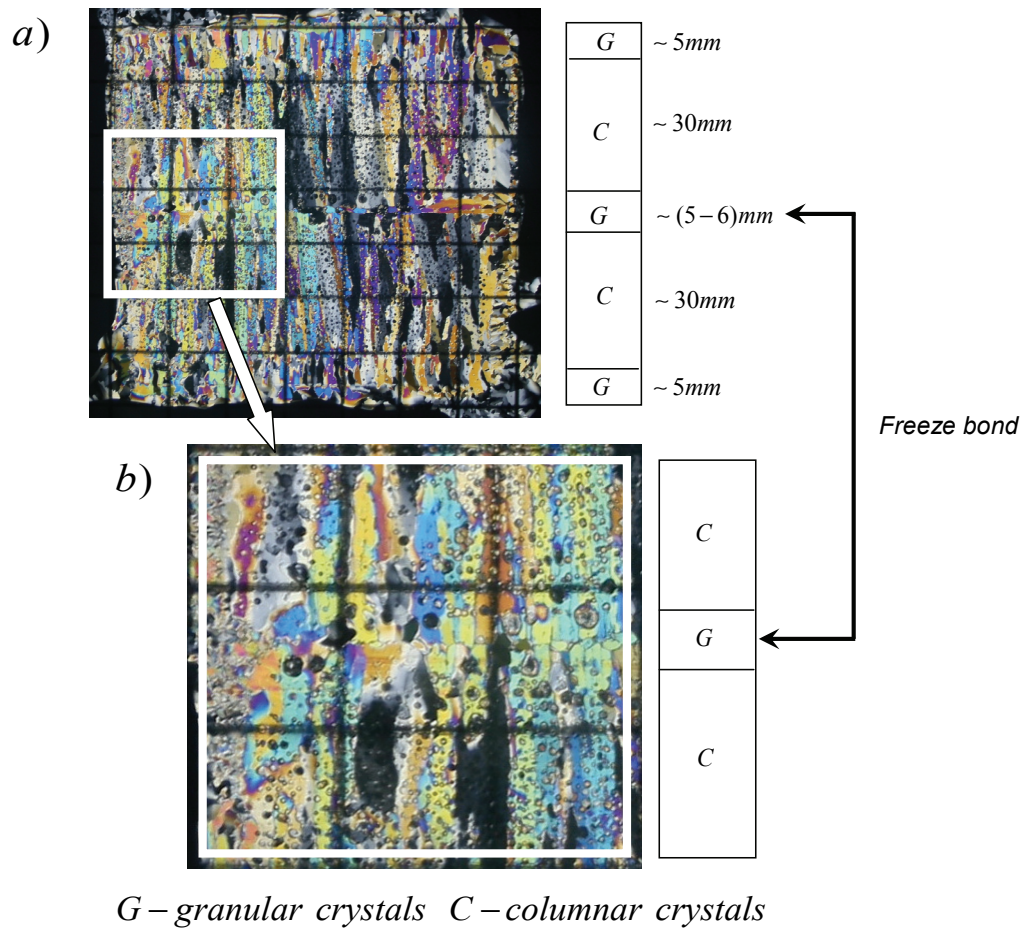 a)
G ~ 5mm
C ~ 30mm
G ~ (5 – 6)mm
C ~ 30mm
G ~ 5mm
Freeze bond
b)
C
G
C
G – granular crystals C – columnar crystals